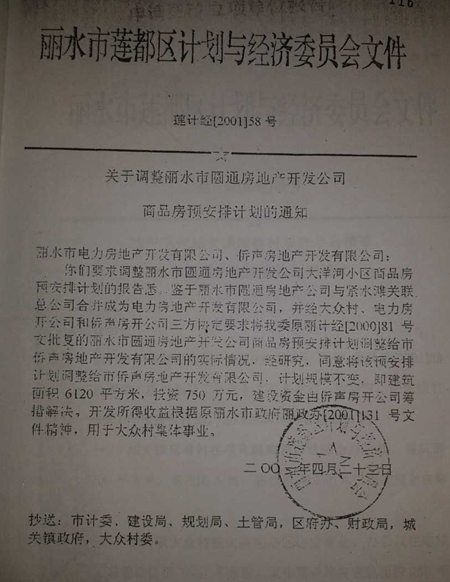 116
丽水市莲都区计划与经济委员会文件
莲计经[2001]58 号
关于调整丽水市圆通房地产开发公司
商品房预安排计划的通知
丽水市电力房地产开发有限公司、侨声房地产开发有限公司：
你们要求调整丽水市圆通房地产开发公司大洋河小区商品房
预安排计划的报告悉。鉴于丽水市圆通房地产公司与紧水滩关联
总公司合并成为电力房地产开发有限公司，并经大众村、电力房
开公司和侨声房开公司三方协定要求将我委原丽计经[2000]81 号
文批复的丽水市圆通房地产开发公司商品房预安排计划调整给市
侨声房地产开发有限公司的实际情况，经研究，同意将该预安排
计划调整给市侨声房地产开发有限公司，计划规模不变，即建筑
面积 6120 平方米，投资 750 万元，建设资金由侨声房开公司筹
措解决。开发所得收益根据原丽水市政府丽政办[2001]131 号文
件精神，用于大众村集体事业。
二〇〇一年四月二十三日
抄送：市计委、建设局、规划局、土管局，区府办、财政局，城
关镇政府，大众村委。